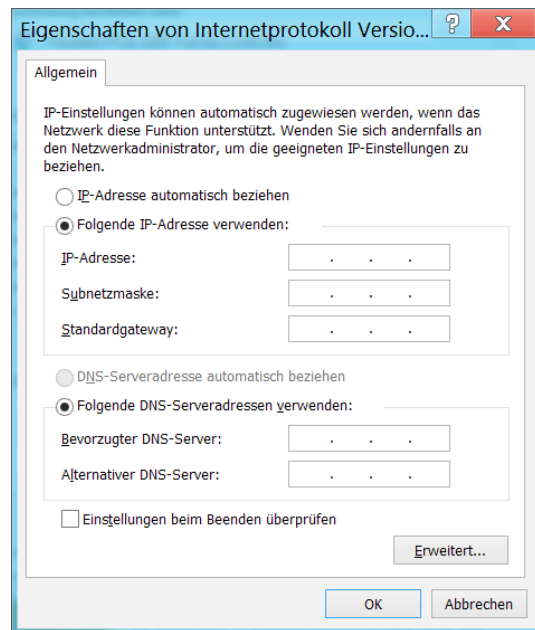 Eigenschaften von Internetprotokoll Versio...
?
X
Allgemein
IP-Einstellungen können automatisch zugewiesen werden, wenn das
Netzwerk diese Funktion unterstützt. Wenden Sie sich andernfalls an
den Netzwerkadministrator, um die geeigneten IP-Einstellungen zu
beziehen.
IP-Adresse automatisch beziehen
Folgende IP-Adresse verwenden:
IP-Adresse: . . .
Subnetzmaske: . . .
Standardgateway: . . .
DNS-Serveradresse automatisch beziehen
Folgende DNS-Serveradressen verwenden:
Bevorzugter DNS-Server: . . .
Alternativer DNS-Server: . . .
Einstellungen beim Beenden überprüfen
Erweitert...
OK Abbrechen